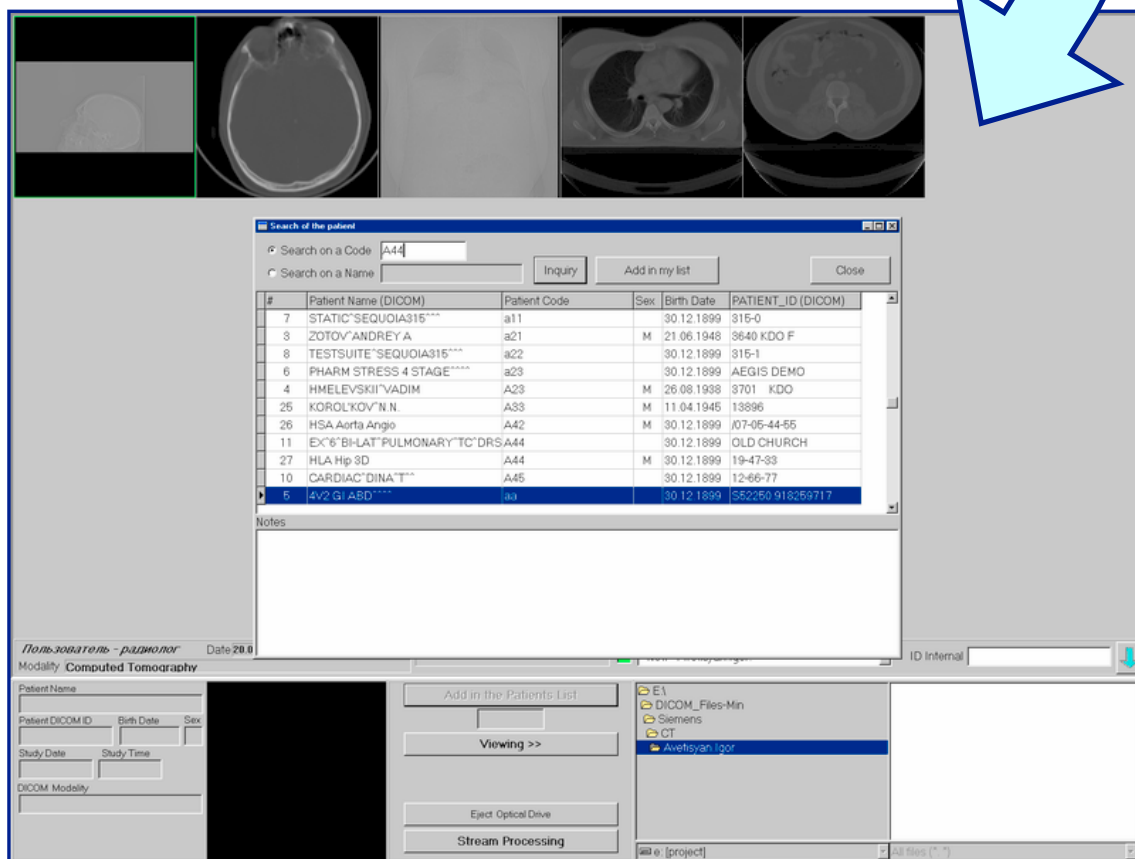 Search of the patient
Search on a Code A44
Search on a Name Inquiry Add in my list Close
# Patient Name (DICOM) Patient Code Sex Birth Date PATIENT_ID (DICOM)
7 STATIC^SEQUOIA315^^^ a11 30.12.1899 315-0
3 ZOTOV^ANDREY A a21 M 21.06.1948 3640 KDO F
8 TESTSUITE^SEQUOIA315^^^ a22 30.12.1899 315-1
6 PHARM STRESS 4 STAGE^^^^ a23 30.12.1899 AEGIS DEMO
4 HMELEVSKII^VADIM A23 M 26.08.1938 3701 KDO
25 KOROL'KOV^N.N. A33 M 11.04.1945 13896
26 HSA Aorta Angio A42 M 30.12.1899 /07-05-44-55
11 EX^6^BI-LAT^PULMONARY^TC^DRS A44 30.12.1899 OLD CHURCH
27 HLA Hip 3D A44 M 30.12.1899 19-47-33
10 CARDIAC^DINA^T^^ A45 30.12.1899 12-66-77
5 4V2 GI ABD^^^^ aa 30.12.1899 S52250.918259717
Notes
Пользователь - радиолог Date 20.0
ID Internal
Modality Computed Tomography
Patient Name
Patient DICOM ID Birth Date Sex
Study Date Study Time
DICOM Modality
Add in the Patients List
Viewing >>
Eject Optical Drive
Stream Processing
E:\
DICOM_Files-Min
Siemens
CT
Avetisyan Igor
e: [project]
All files (*.*)